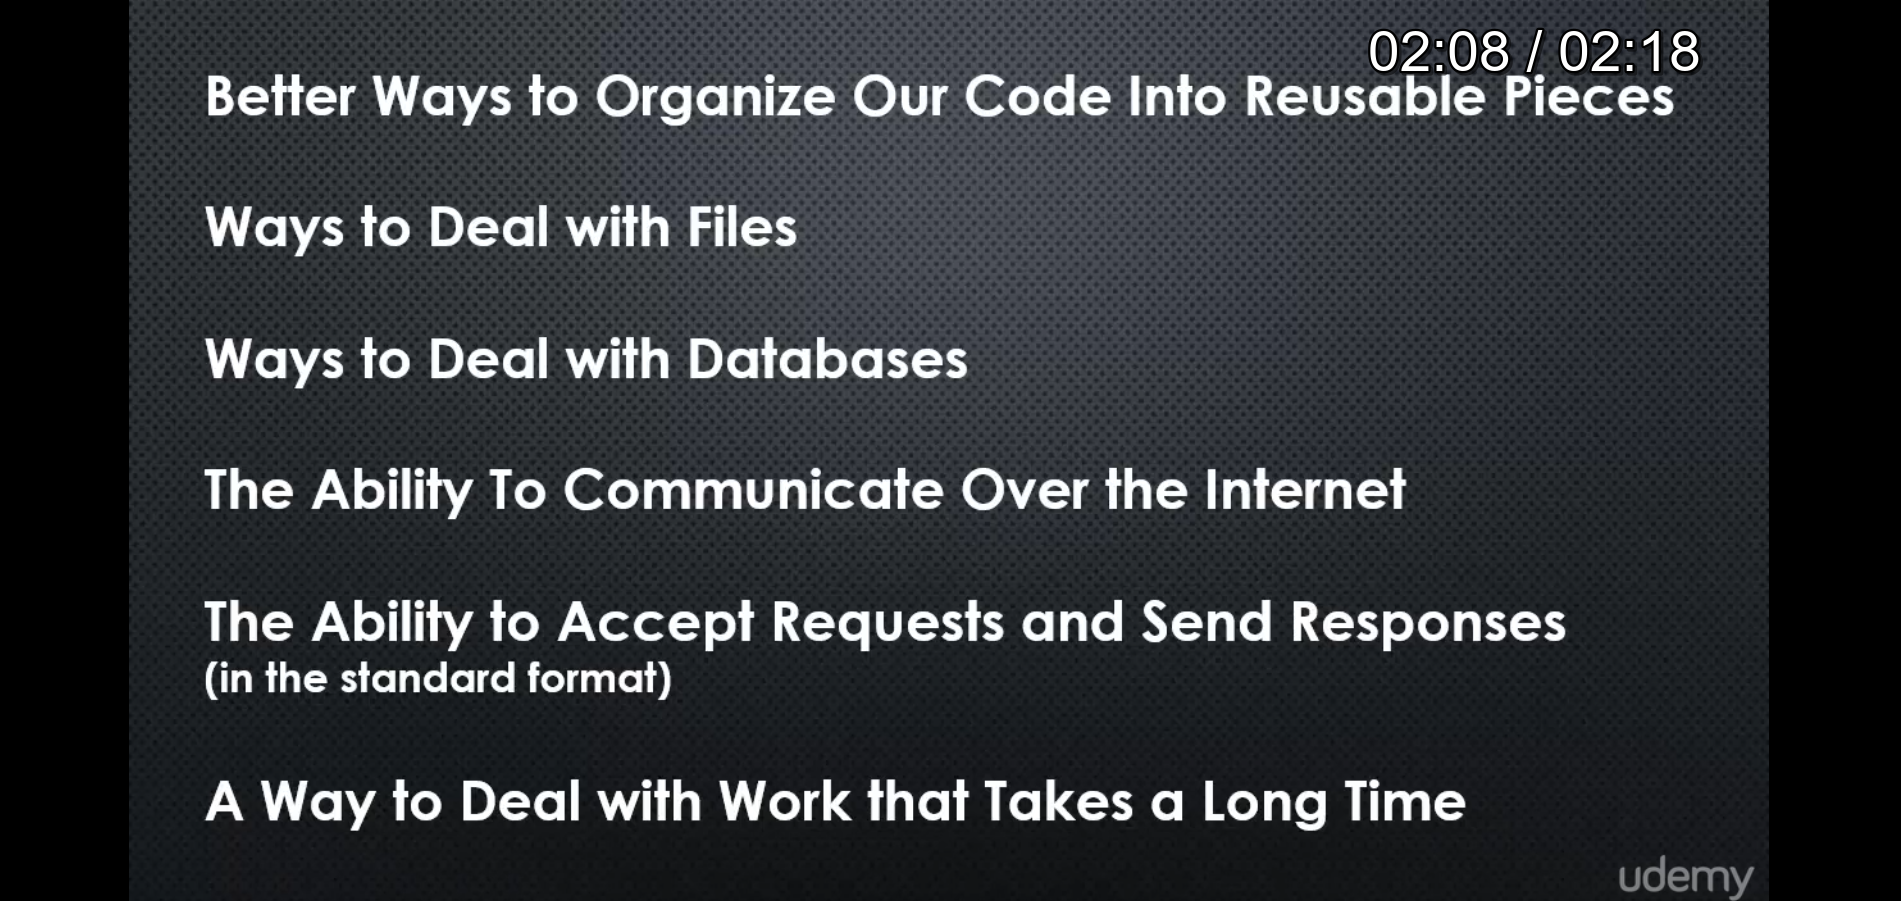 02:08 / 02:18
Better Ways to Organize Our Code Into Reusable Pieces
Ways to Deal with Files
Ways to Deal with Databases
The Ability To Communicate Over the Internet
The Ability to Accept Requests and Send Responses
(in the standard format)
A Way to Deal with Work that Takes a Long Time
udemy